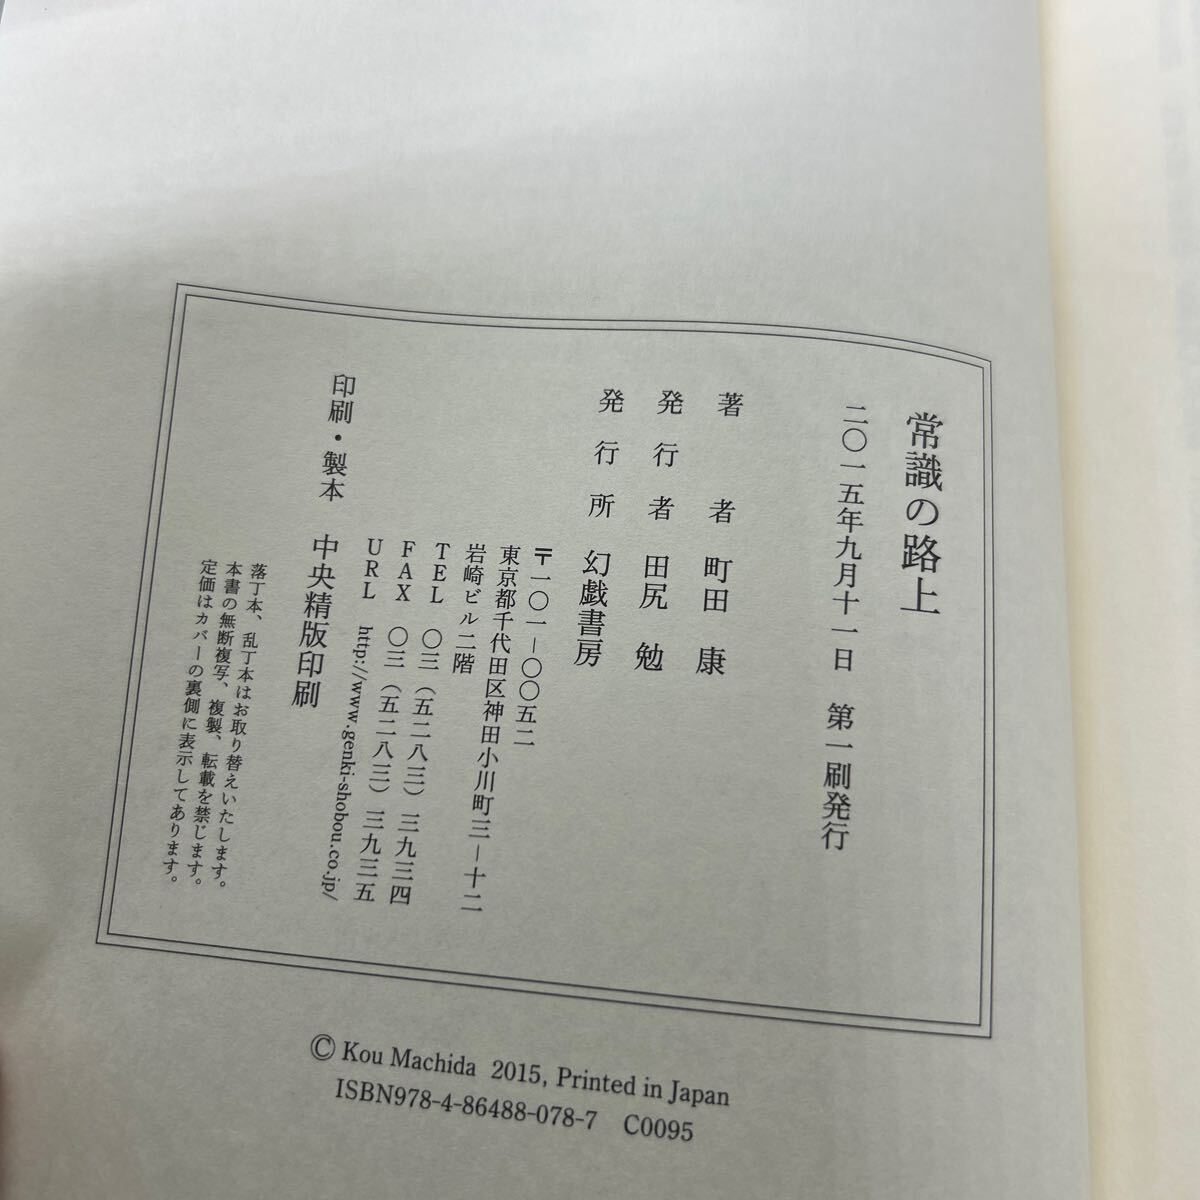 常識の路上
二〇一五年九月十一日　第一刷発行
著者　町田　康
発行者　田尻　勉
発行所　幻戯書房
〒一〇一－〇〇五二
東京都千代田区神田小川町三－十二
岩崎ビル二階
TEL　〇三（五二八三）三九三四
FAX　〇三（五二八三）三九三五
URL　http://www.genki-shobou.co.jp/
印刷・製本　中央精版印刷
落丁本、乱丁本はお取り替えいたします。
本書の無断複写、複製、転載を禁じます。
定価はカバーの裏側に表示してあります。
© Kou Machida 2015, Printed in Japan
ISBN978-4-86488-078-7 C0095